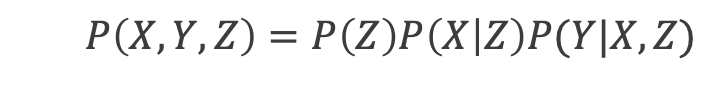 P(X, Y, Z) = P(Z)P(X|Z)P(Y|X, Z)